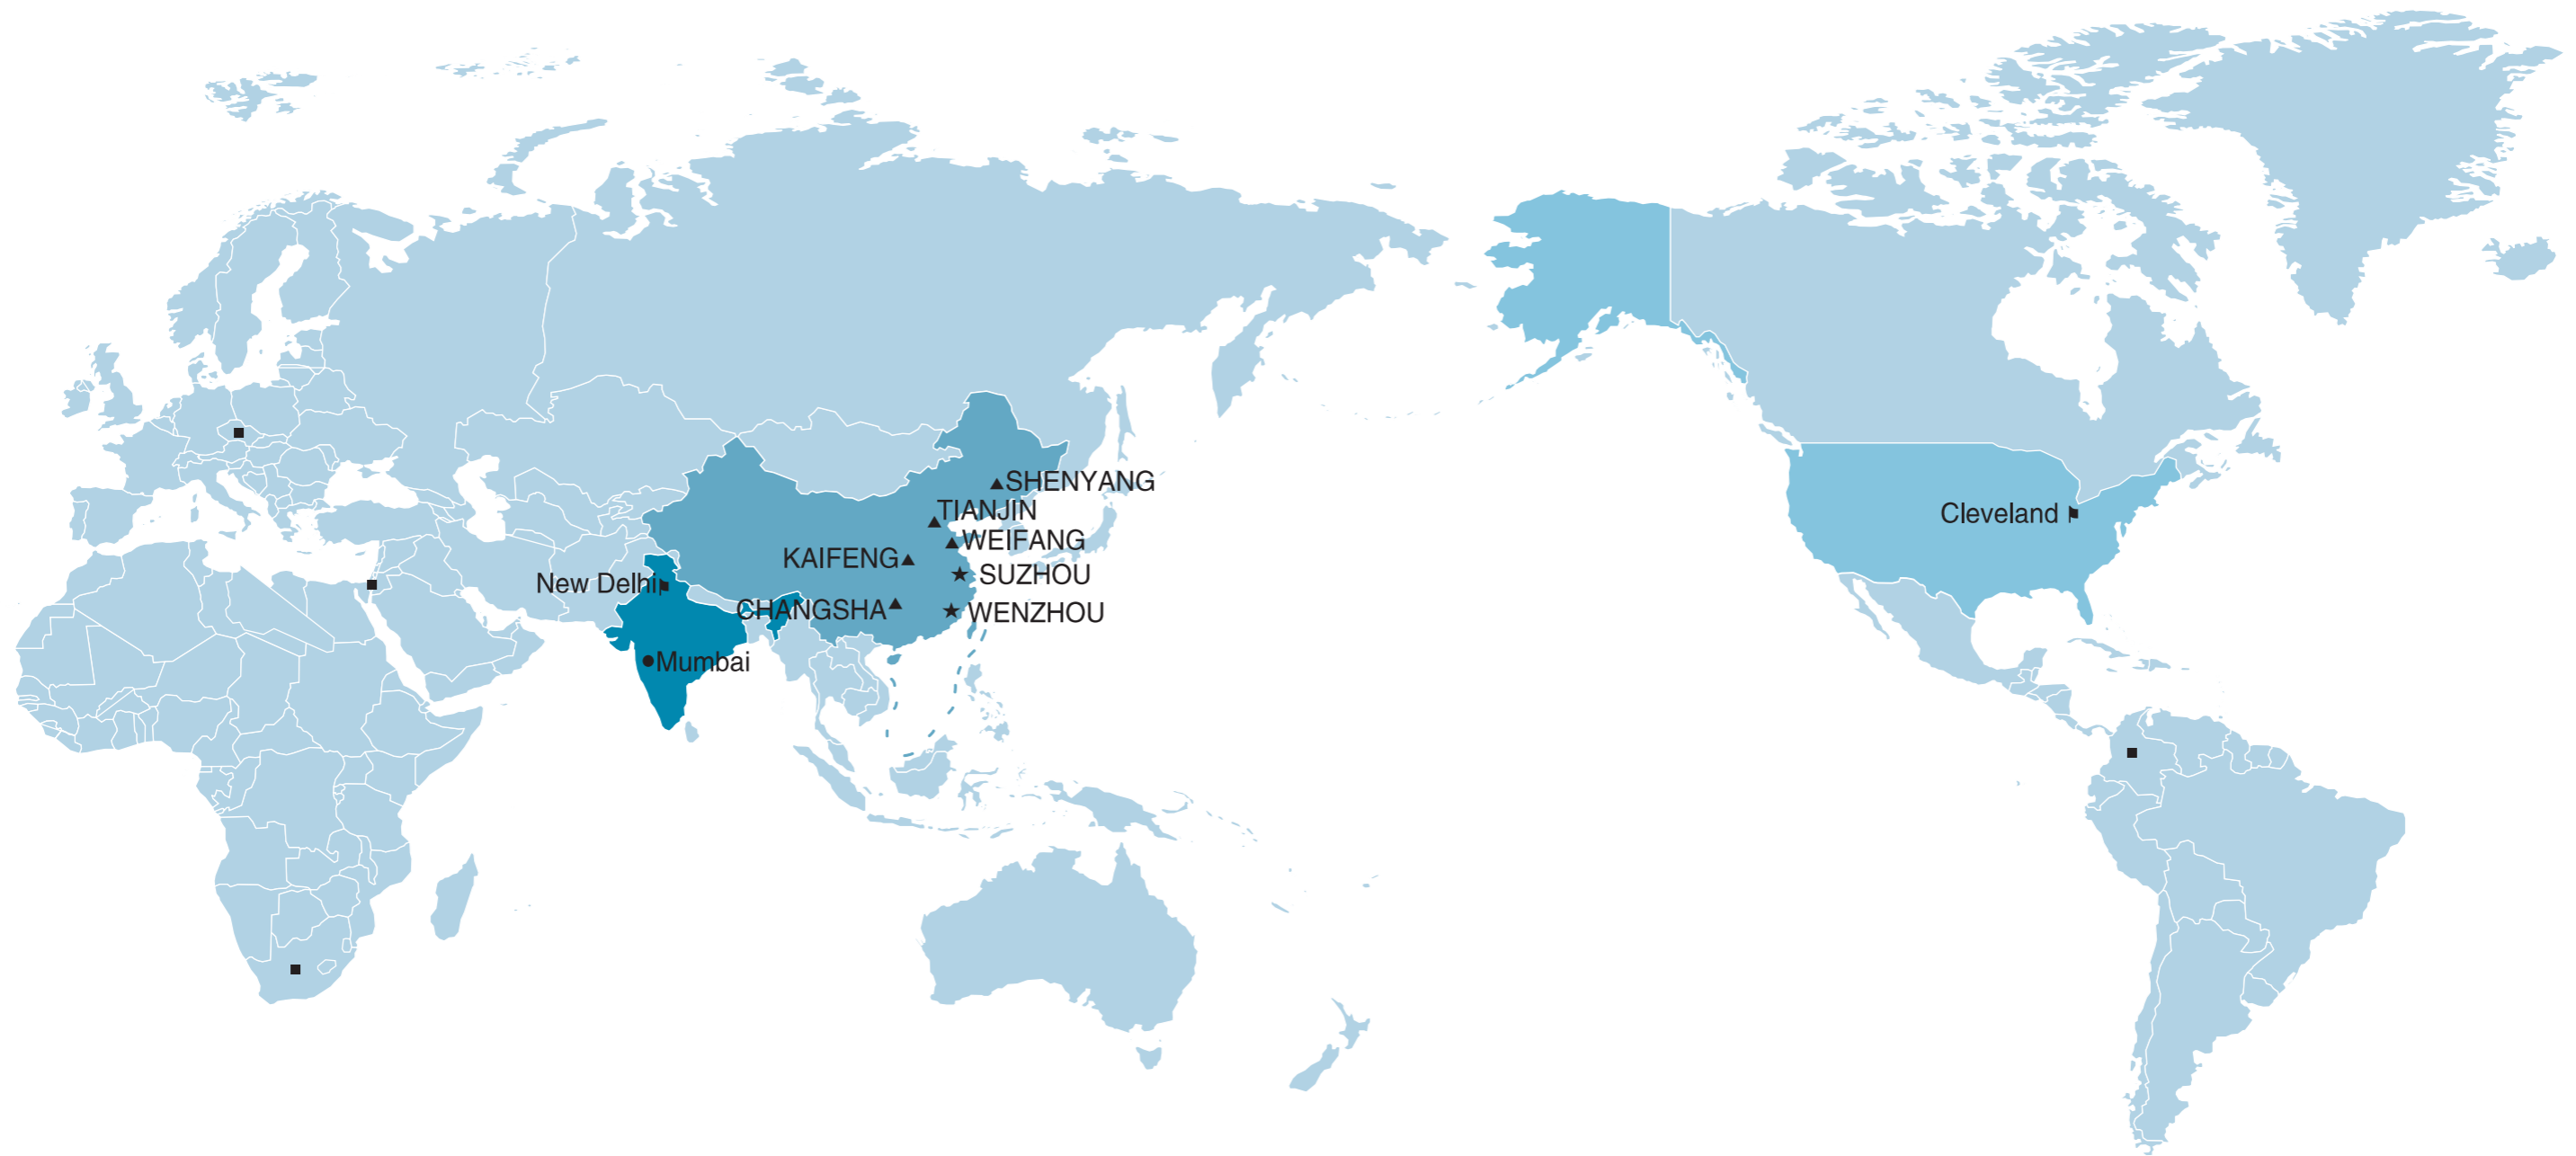 SHENYANG
TIANJIN
Cleveland
WEIFANG
KAIFENG
SUZHOU
New Delhi
CHANGSHA
WENZHOU
Mumbai